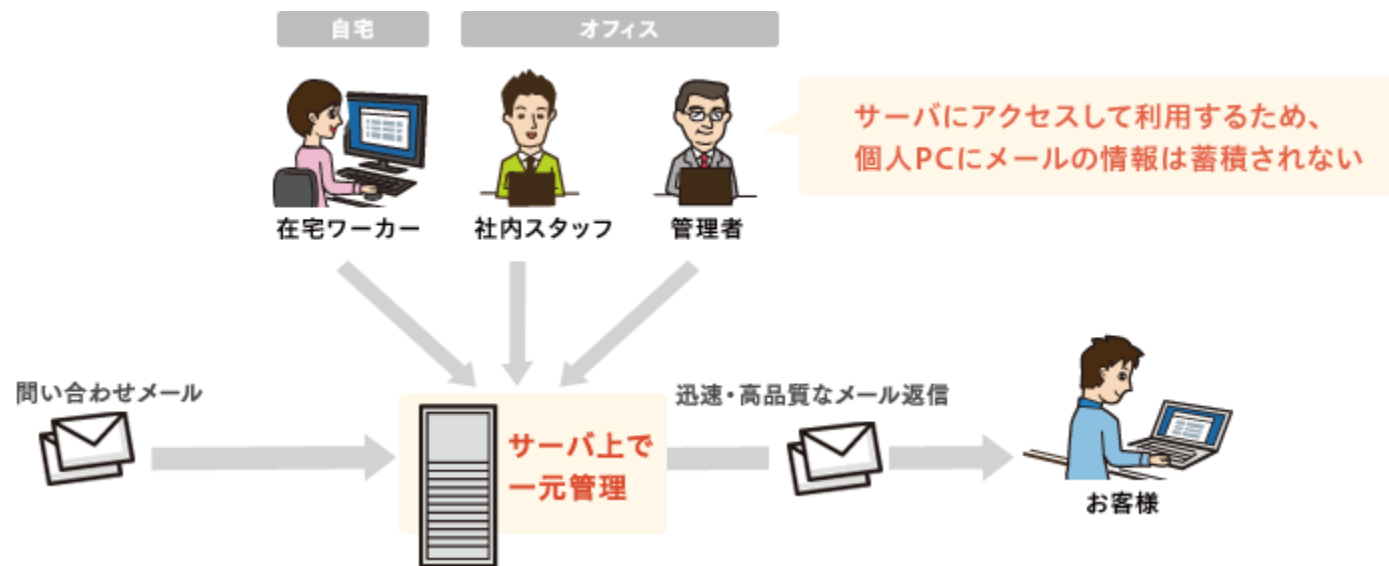 自宅
オフィス
サーバにアクセスして利用するため、
個人PCにメールの情報は蓄積されない
在宅ワーカー
社内スタッフ
管理者
問い合わせメール
迅速・高品質なメール返信
サーバ上で
一元管理
お客様